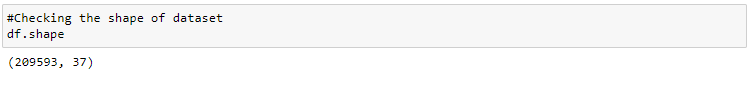 #Checking the shape of dataset
df.shape
(209593, 37)